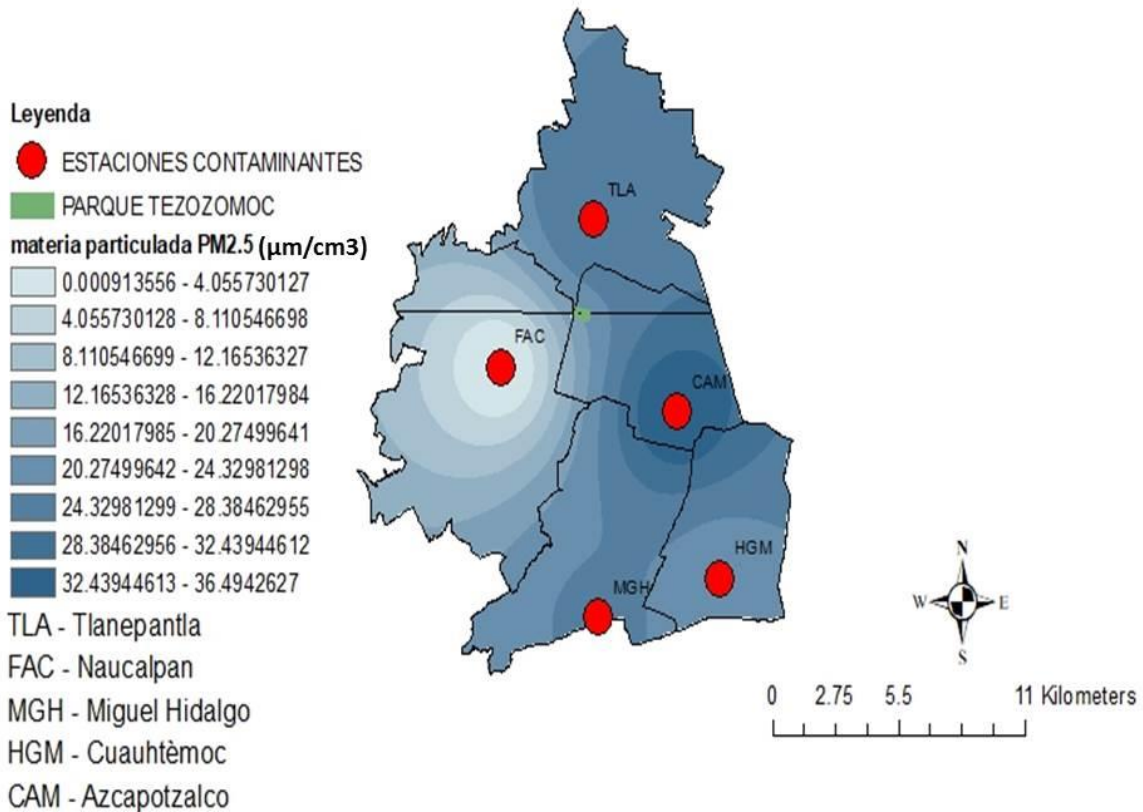 Leyenda
ESTACIONES CONTAMINANTES
PARQUE TEZOZOMOC
materia particulada PM2.5 (µm/cm3)
0.000913556 - 4.055730127
4.055730128 - 8.110546698
8.110546699 - 12.16536327
12.16536328 - 16.22017984
16.22017985 - 20.27499641
20.27499642 - 24.32981298
24.32981299 - 28.38462955
28.38462956 - 32.43944612
32.43944613 - 36.4942627
TLA - Tlanepantla
FAC - Naucalpan
MGH - Miguel Hidalgo
HGM - Cuauhtèmoc
CAM - Azcapotzalco
TLA
FAC
CAM
HGM
MGH
N
W E
S
0 2.75 5.5 11 Kilometers